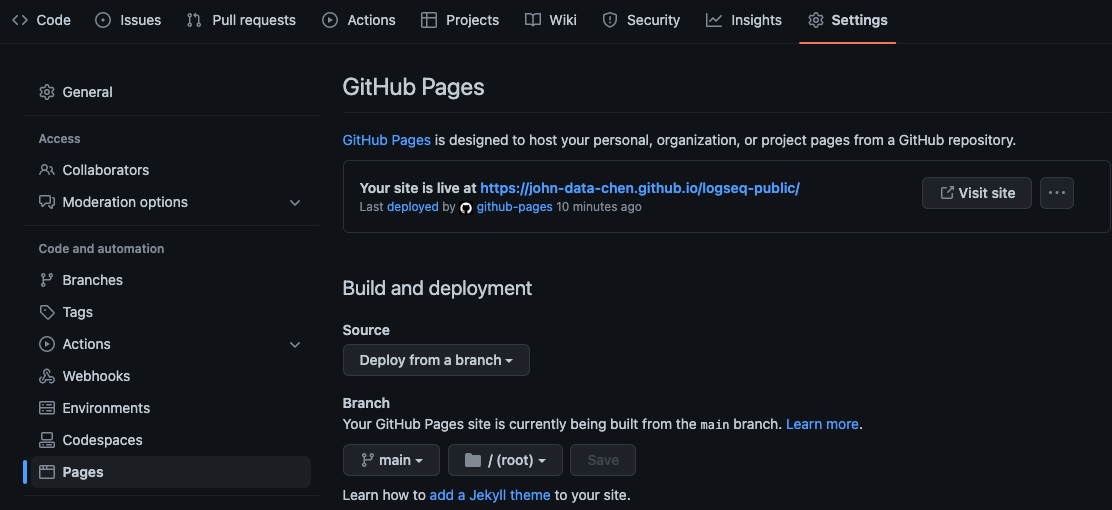 Code Issues Pull requests Actions Projects Wiki Security Insights Settings
General
Access
Collaborators
Moderation options
Code and automation
Branches
Tags
Actions
Webhooks
Environments
Codespaces
Pages
GitHub Pages
GitHub Pages is designed to host your personal, organization, or project pages from a GitHub repository.
Your site is live at https://john-data-chen.github.io/logseq-public/
Last deployed by github-pages 10 minutes ago
Visit site
Build and deployment
Source
Deploy from a branch
Branch
Your GitHub Pages site is currently being built from the main branch. Learn more.
main / (root) Save
Learn how to add a Jekyll theme to your site.